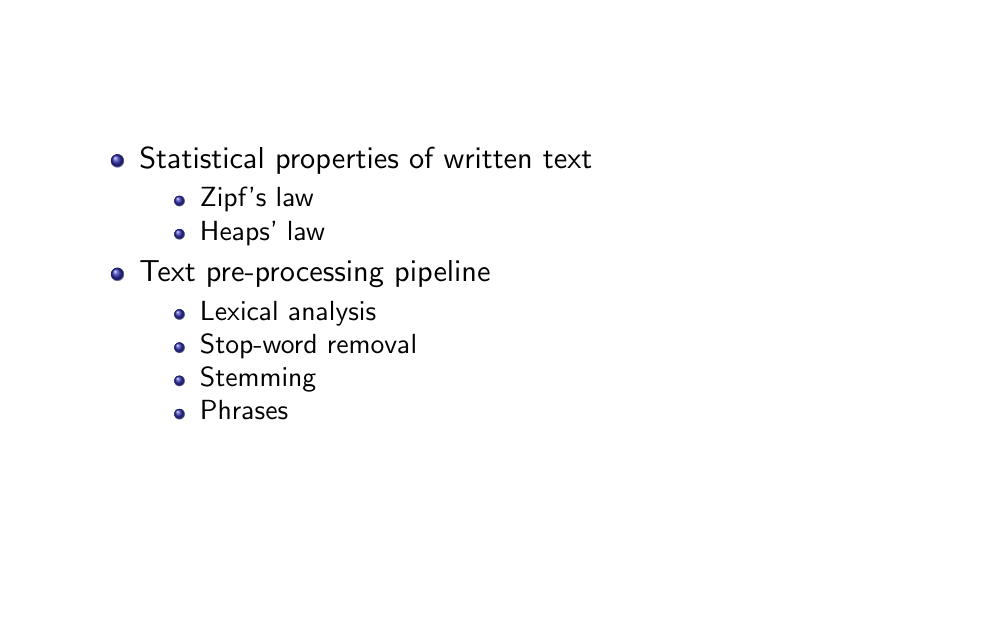 Statistical properties of written text
Zipf's law
Heaps' law
Text pre-processing pipeline
Lexical analysis
Stop-word removal
Stemming
Phrases